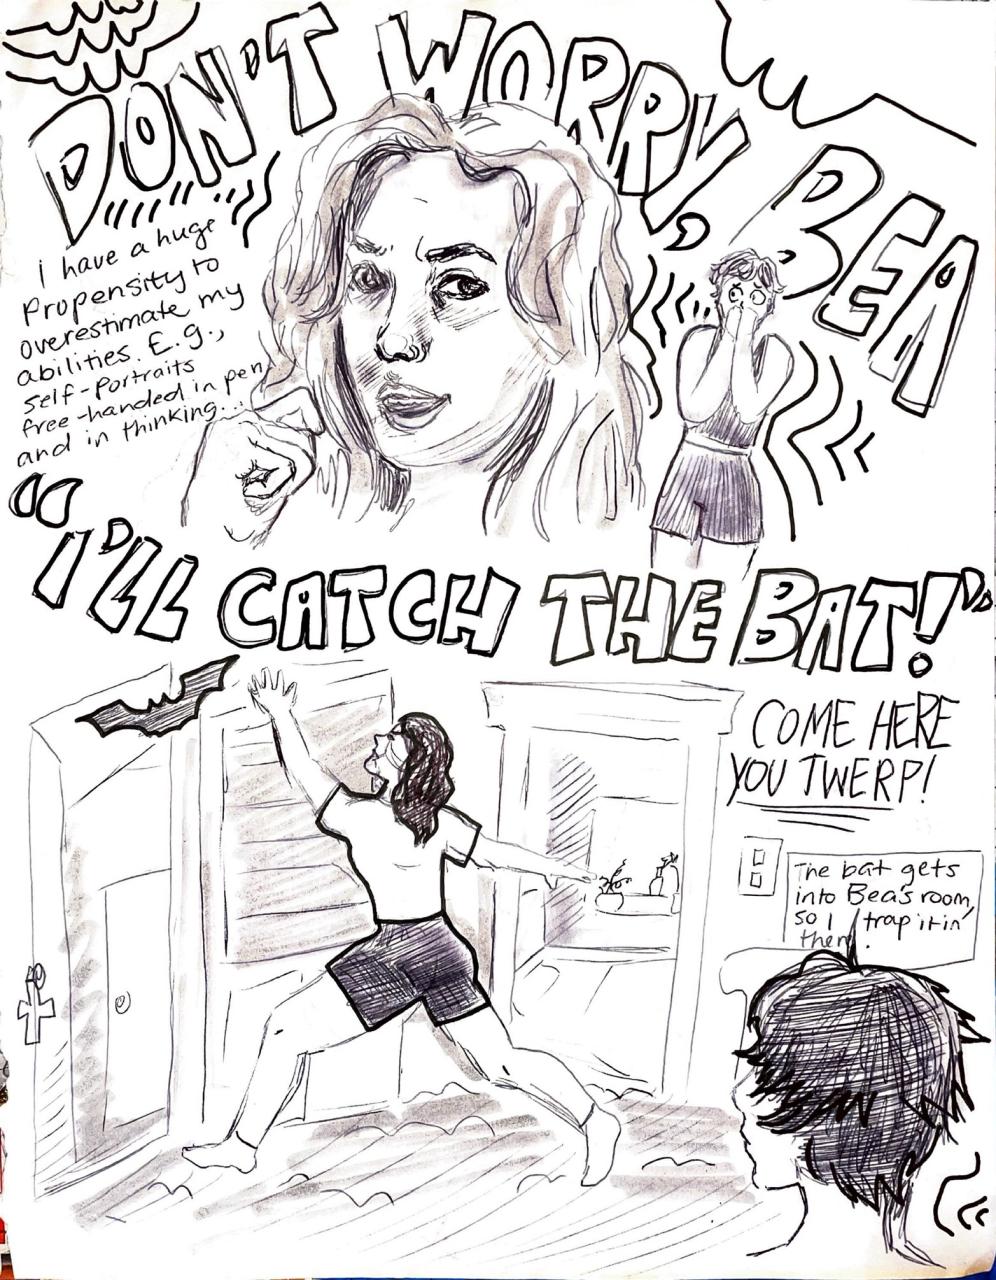 DON'T WORRY, BEA
i have a huge
propensity to
overestimate my
abilities. E.g.,
self-portraits
free-handed in pen
and in thinking...
"I'LL CATCH THE BAT!"
COME HERE
YOU TWERP!
The bat gets
into Bea's room,
so I trap it in
there.